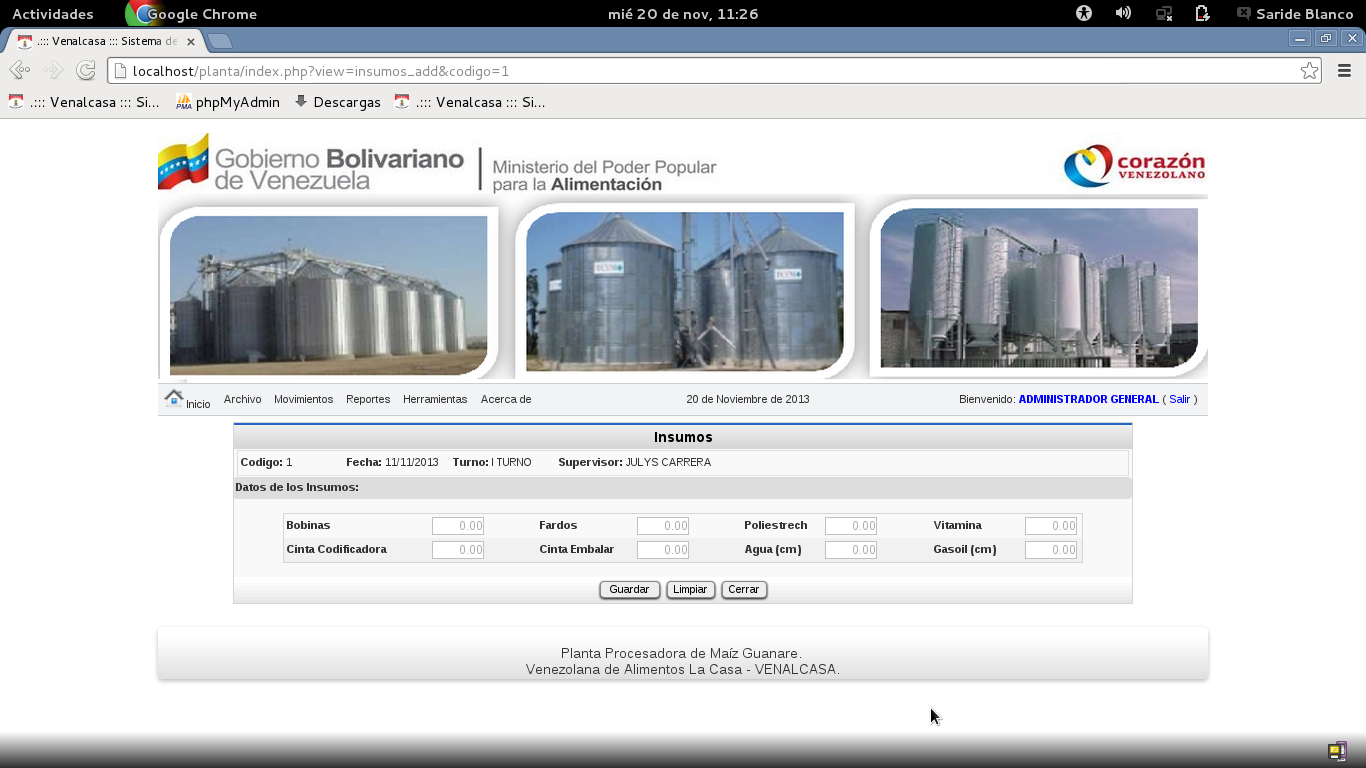 Actividades Google Chrome mié 20 de nov, 11:26 Saride Blanco
.::: Venalcasa ::: Sistema de
localhost/planta/index.php?view=insumos_add&codigo=1
.::: Venalcasa ::: Si... phpMyAdmin Descargas .::: Venalcasa ::: Si...
Gobierno Bolivariano
de Venezuela
Ministerio del Poder Popular
para la Alimentación
corazón
VENEZOLANO
Inicio Archivo Movimientos Reportes Herramientas Acerca de 20 de Noviembre de 2013 Bienvenido: ADMINISTRADOR GENERAL ( Salir )
Insumos
Codigo: 1 Fecha: 11/11/2013 Turno: I TURNO Supervisor: JULYS CARRERA
Datos de los Insumos:
Bobinas 0.00 Fardos 0.00 Poliestrech 0.00 Vitamina 0.00
Cinta Codificadora 0.00 Cinta Embalar 0.00 Agua (cm) 0.00 Gasoil (cm) 0.00
Guardar Limpiar Cerrar
Planta Procesadora de Maíz Guanare.
Venezolana de Alimentos La Casa - VENALCASA.